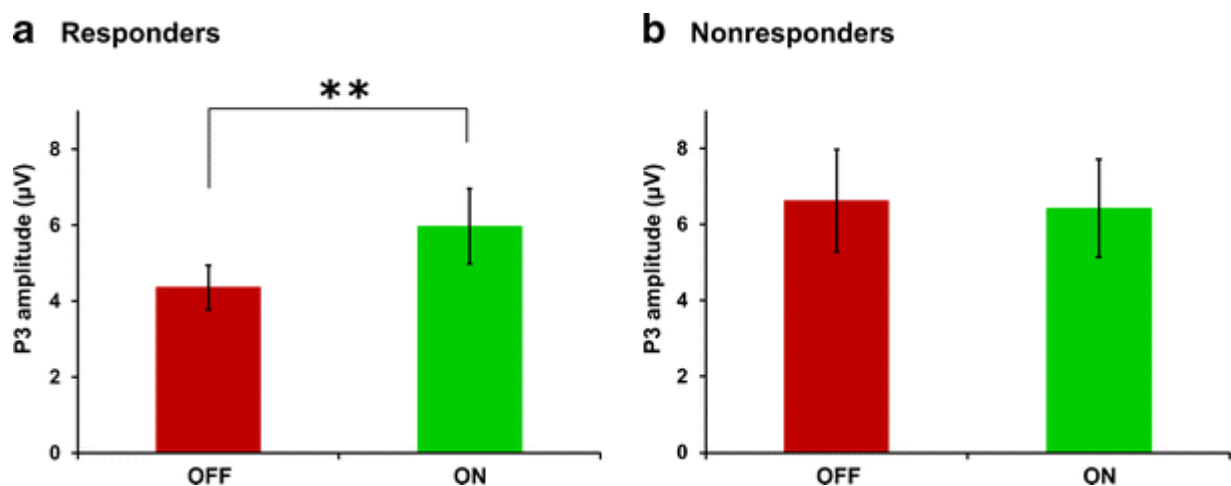 a Responders
**
P3 amplitude (μV)
8
6
4
2
0
OFF ON
b Nonresponders
P3 amplitude (μV)
8
6
4
2
0
OFF ON